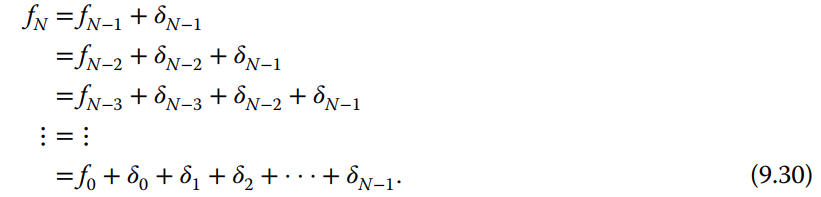 f_N = f_{N−1} + δ_{N−1}
= f_{N−2} + δ_{N−2} + δ_{N−1}
= f_{N−3} + δ_{N−3} + δ_{N−2} + δ_{N−1}
⋮ = ⋮
= f_0 + δ_0 + δ_1 + δ_2 + · · · + δ_{N−1}. (9.30)